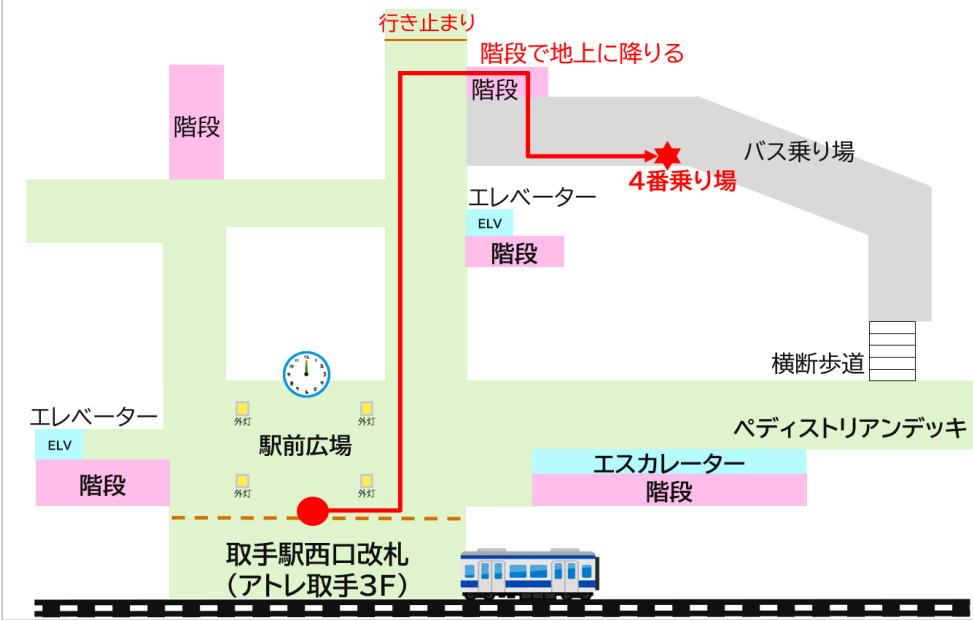 行き止まり
階段で地上に降りる
階段
階段
バス乗り場
4番乗り場
エレベーター
ELV
階段
横断歩道
エレベーター
ELV
階段
外灯
外灯
駅前広場
外灯
外灯
ペディストリアンデッキ
エスカレーター
階段
取手駅西口改札
（アトレ取手3F）